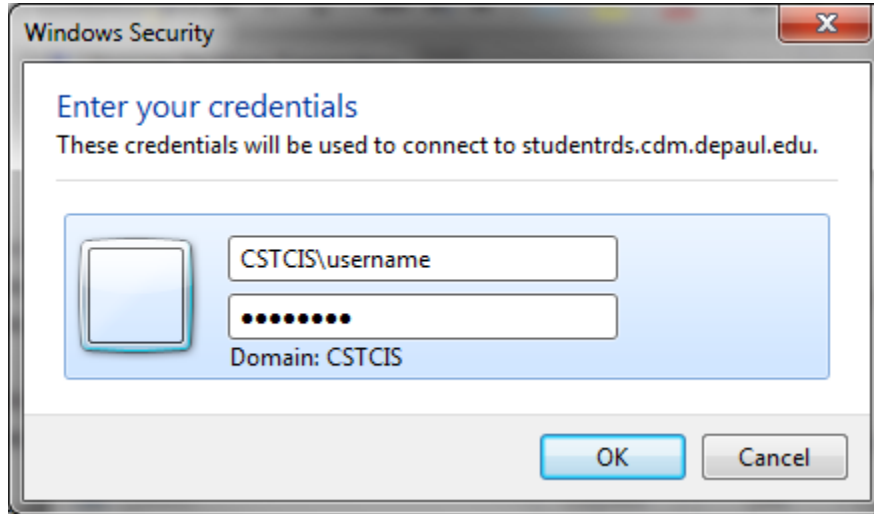 Windows Security
Enter your credentials
These credentials will be used to connect to studentrds.cdm.depaul.edu.
CSTCIS\username
●●●●●●●●
Domain: CSTCIS
OK
Cancel